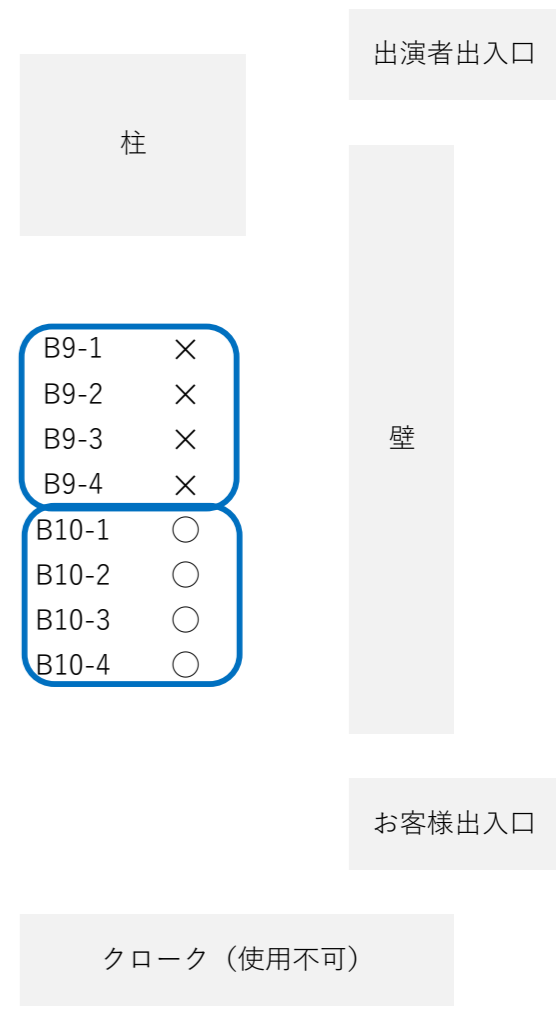 出演者出入口
柱
B9-1 ×
B9-2 ×
B9-3 ×
B9-4 ×
壁
B10-1 ○
B10-2 ○
B10-3 ○
B10-4 ○
お客様出入口
クローク（使用不可）